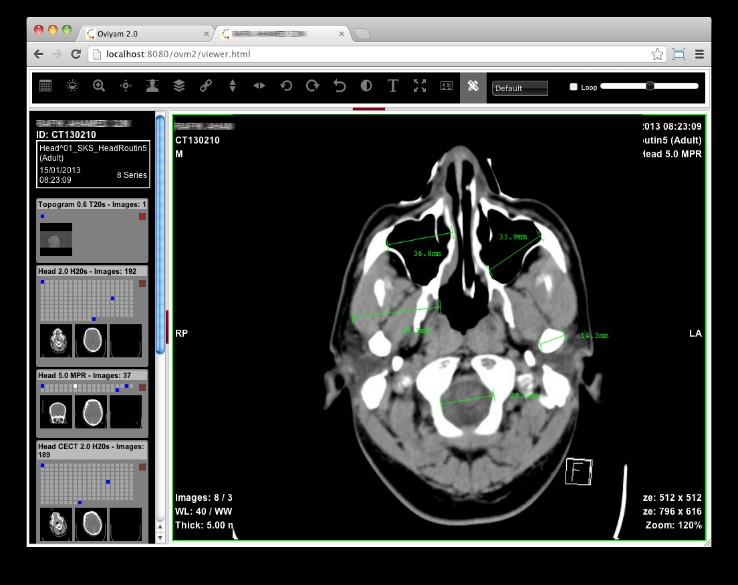 Oviyam 2.0
localhost:8080/ovm2/viewer.html
T
Default
Loop
ID: CT130210
Head^01_SKS_HeadRoutin5
(Adult)
15/01/2013
08:23:09
8 Series
Topogram 0.6 T20s - Images: 1
Head 2.0 H20s - Images: 192
Head 5.0 MPR - Images: 37
Head CECT 2.0 H20s - Images:
189
CT130210
M
013 08:23:09
utin5 (Adult)
Head 5.0 MPR
36.8mm
33.9mm
14.3mm
RP
LA
F
Images: 8 / 3
WL: 40 / WW
Thick: 5.00 m
ze: 512 x 512
ze: 796 x 616
Zoom: 120%